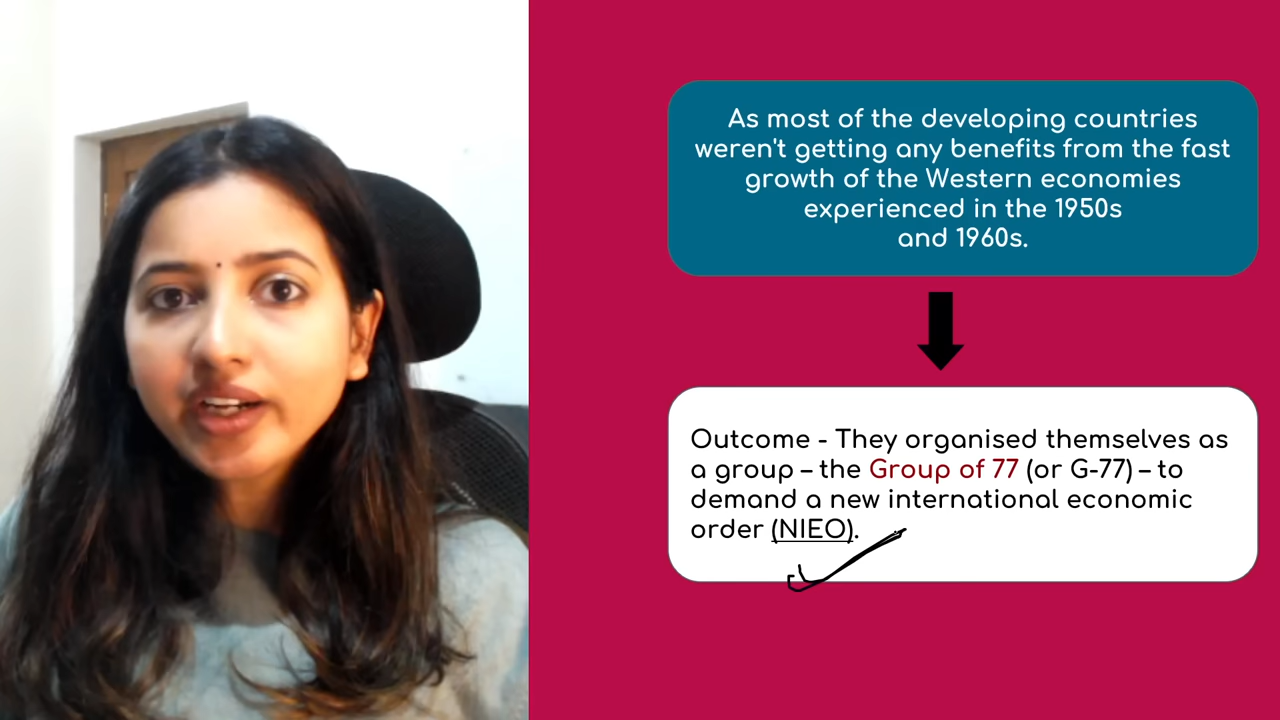 As most of the developing countries
weren't getting any benefits from the fast
growth of the Western economies
experienced in the 1950s
and 1960s.
Outcome - They organised themselves as
a group – the Group of 77 (or G-77) – to
demand a new international economic
order (NIEO).